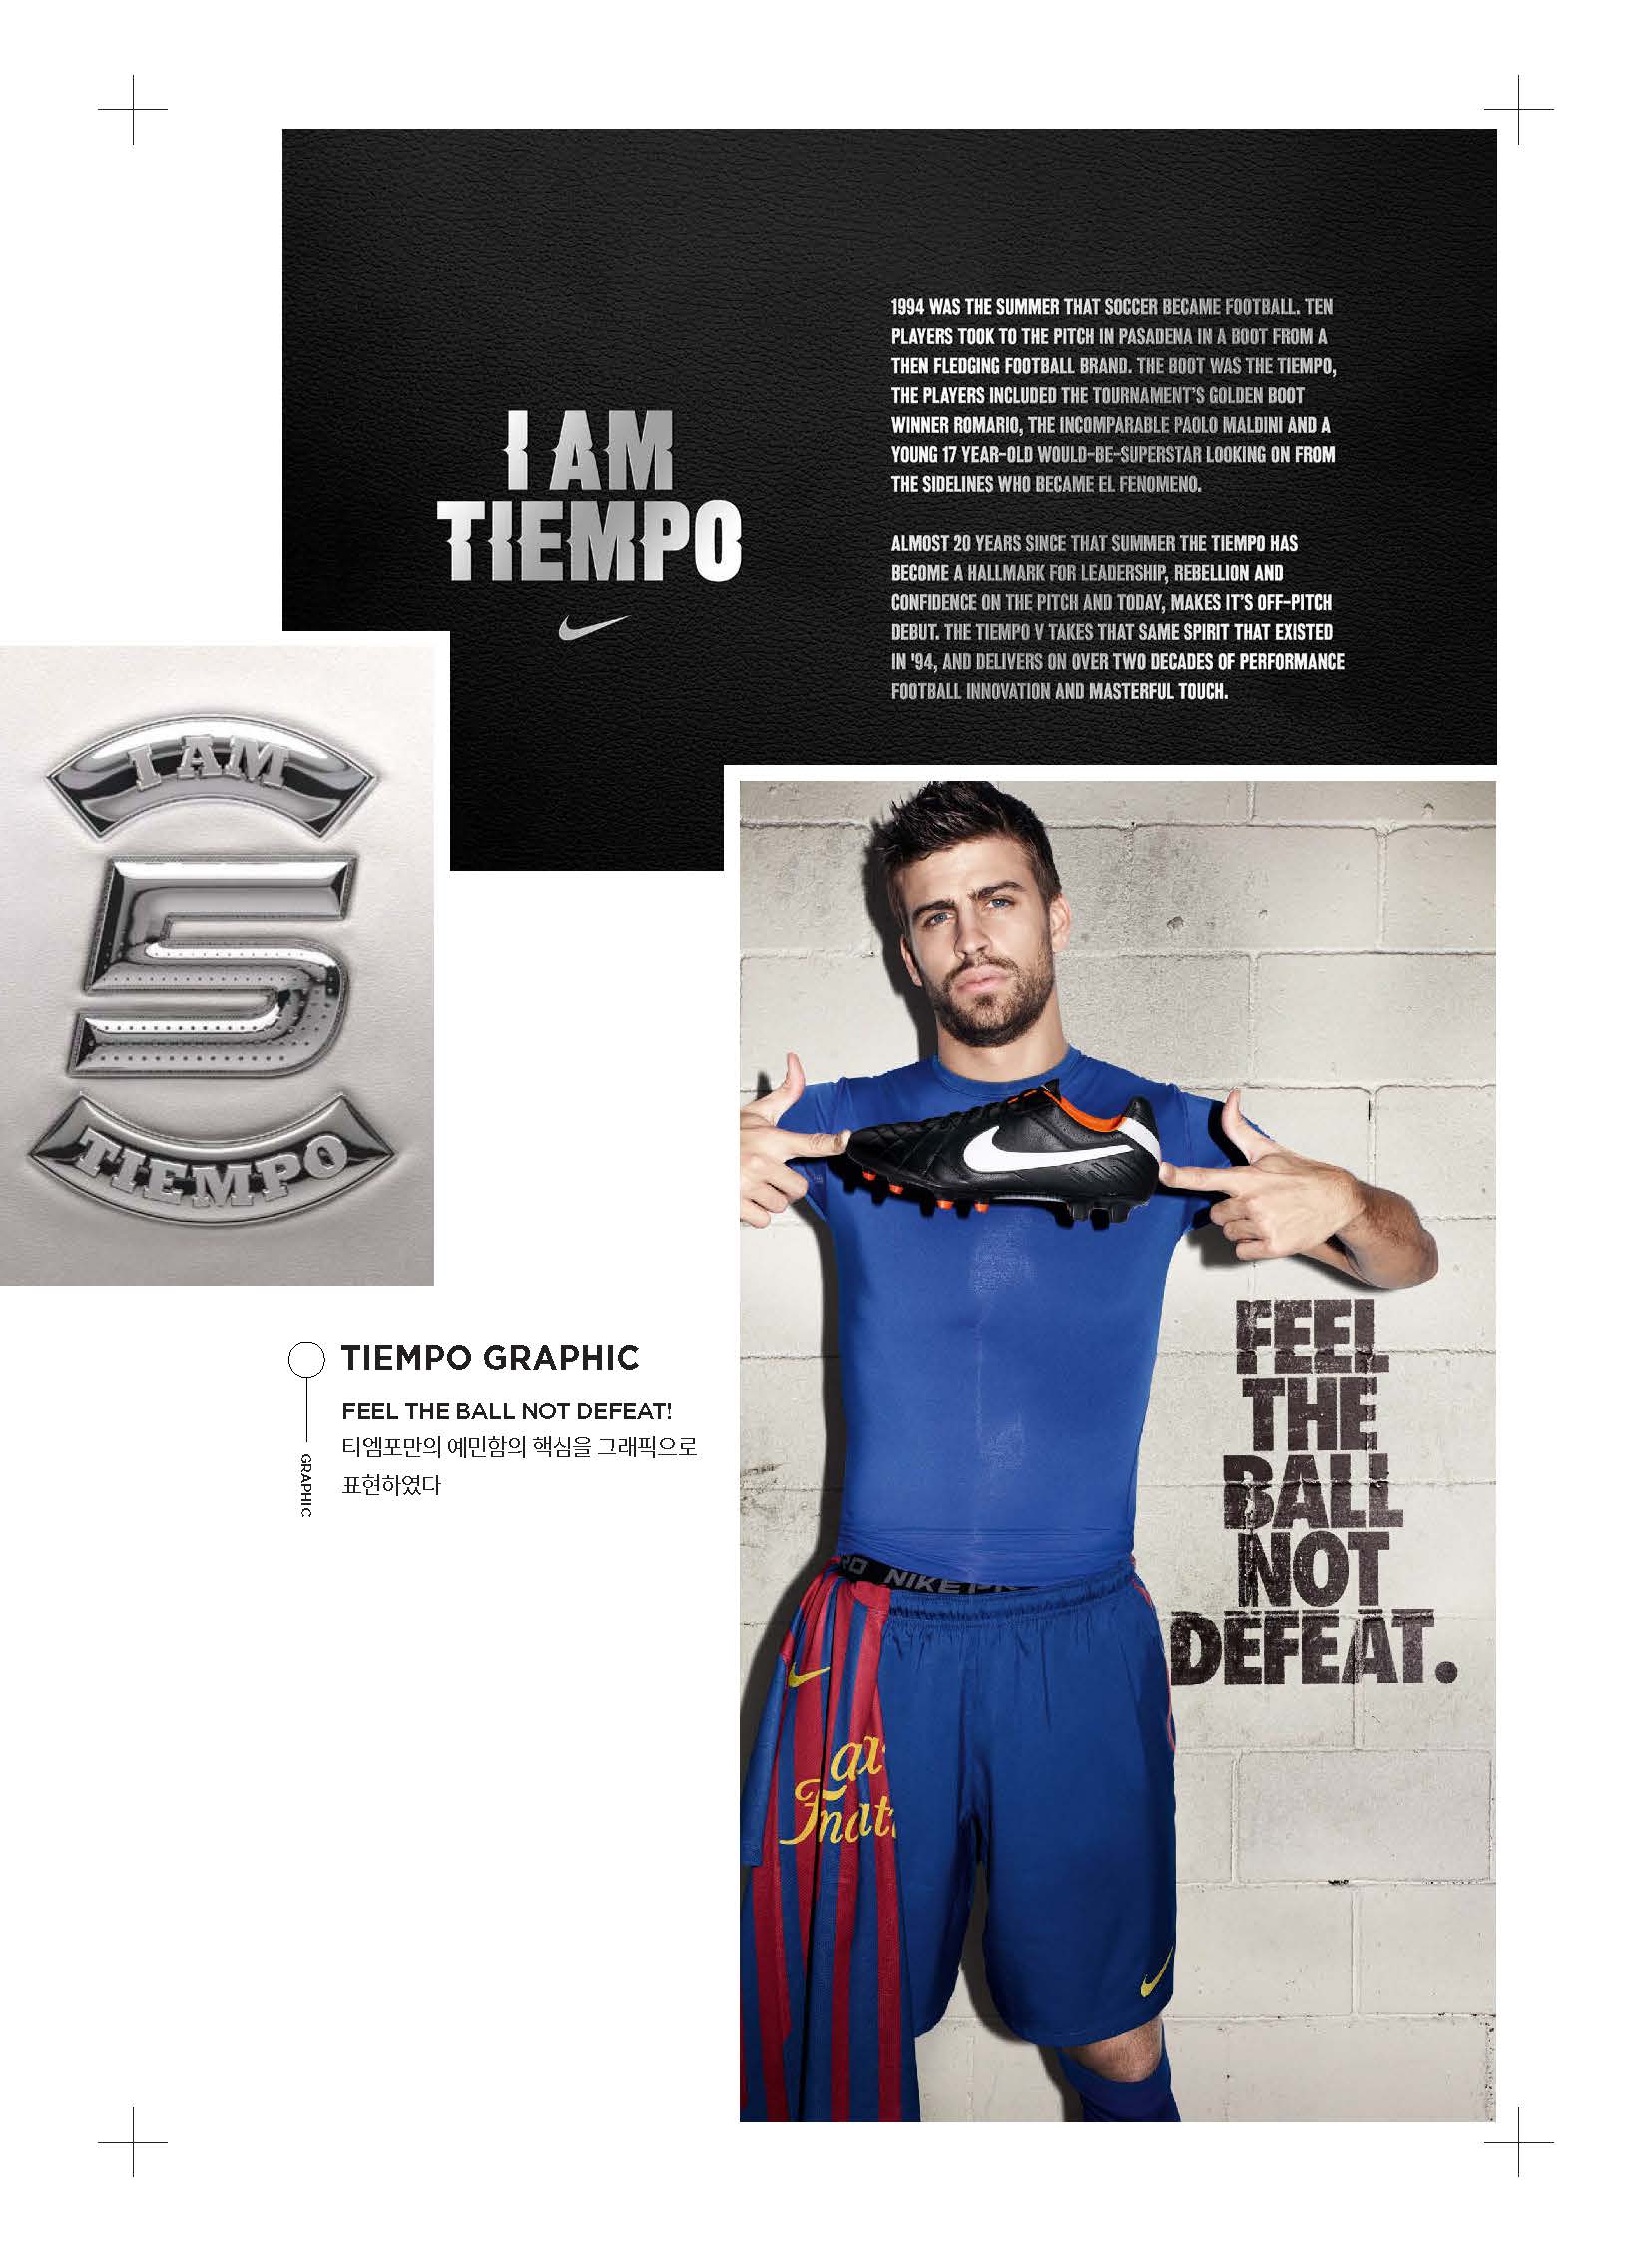 1994 WAS THE SUMMER THAT SOCCER BECAME FOOTBALL. TEN
PLAYERS TOOK TO THE PITCH IN PASADENA IN A BOOT FROM A
THEN FLEDGING FOOTBALL BRAND. THE BOOT WAS THE TIEMPO,
THE PLAYERS INCLUDED THE TOURNAMENT'S GOLDEN BOOT
WINNER ROMARIO, THE INCOMPARABLE PAOLO MALDINI AND A
YOUNG 17 YEAR-OLD WOULD-BE-SUPERSTAR LOOKING ON FROM
THE SIDELINES WHO BECAME EL FENOMENO.
ALMOST 20 YEARS SINCE THAT SUMMER THE TIEMPO HAS
BECOME A HALLMARK FOR LEADERSHIP, REBELLION AND
CONFIDENCE ON THE PITCH AND TODAY, MAKES IT'S OFF-PITCH
DEBUT. THE TIEMPO V TAKES THAT SAME SPIRIT THAT EXISTED
IN '94, AND DELIVERS ON OVER TWO DECADES OF PERFORMANCE
FOOTBALL INNOVATION AND MASTERFUL TOUCH.
I AM
TIEMPO
I AM
5
TIEMPO
TIEMPO GRAPHIC
FEEL THE BALL NOT DEFEAT!
티엠포만의 예민함의 핵심을 그래픽으로
표현하였다
GRAPHIC
FEEL
THE
BALL
NOT
DEFEAT.
NIKE